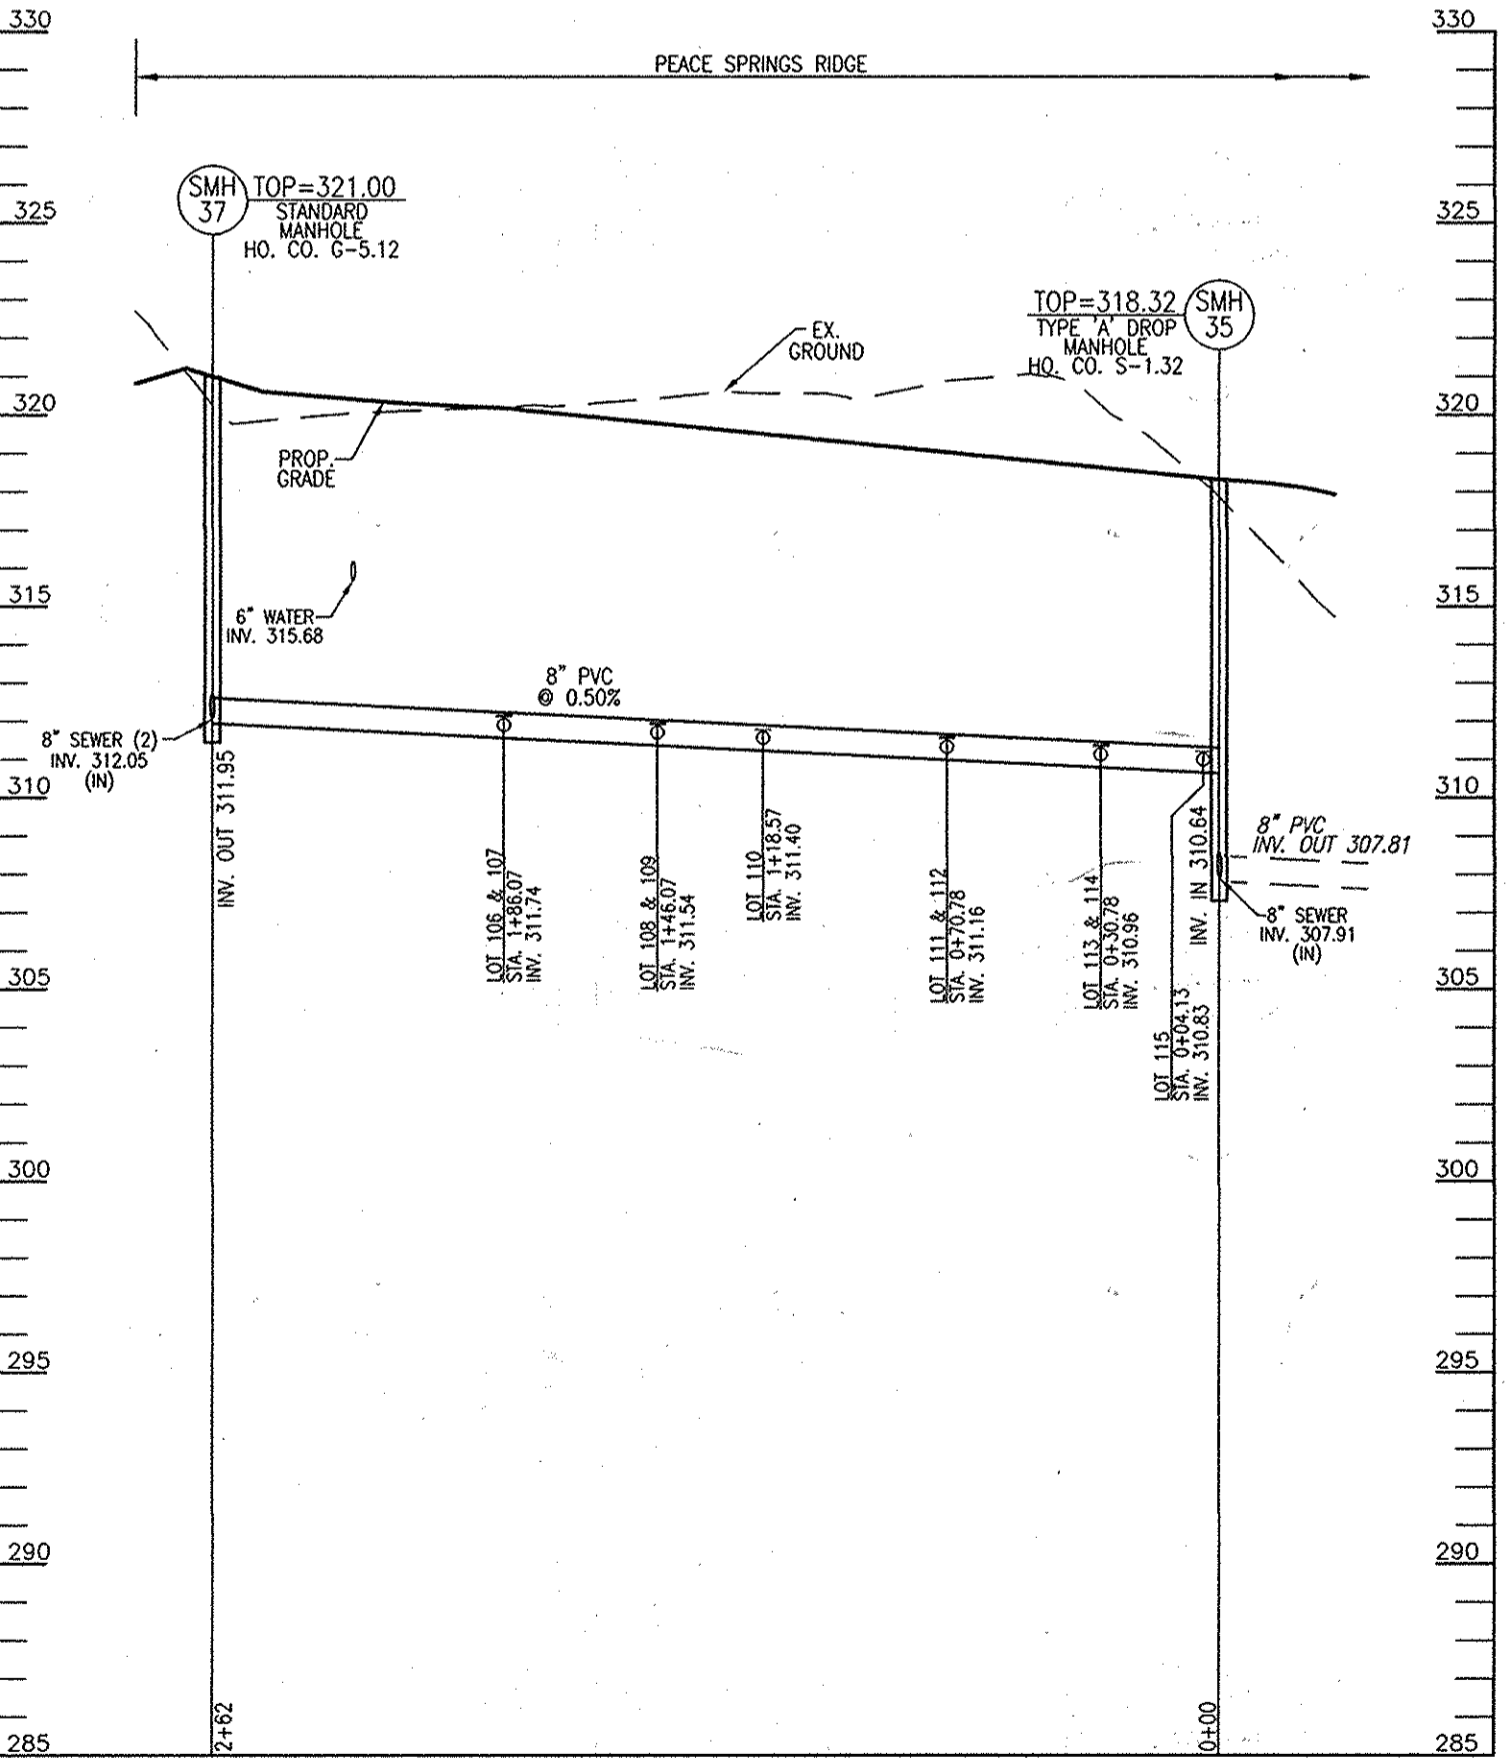 330
330
PEACE SPRINGS RIDGE
SMH
37
TOP=321.00
STANDARD
MANHOLE
HO. CO. G-5.12
325
325
TOP=318.32
TYPE 'A' DROP
MANHOLE
HO. CO. S-1.32
SMH
35
EX.
GROUND
320
320
PROP.
GRADE
315
315
6" WATER
INV. 315.68
8" PVC
@ 0.50%
8" SEWER (2)
INV. 312.05
(IN)
310
310
INV. OUT 311.95
LOT 106 & 107
STA. 1+86.07
INV. 311.74
LOT 108 & 109
STA. 1+46.07
INV. 311.54
LOT 110
STA. 1+18.57
INV. 311.40
LOT 111 & 112
STA. 0+70.78
INV. 311.16
LOT 113 & 114
STA. 0+30.78
INV. 310.96
LOT 115
STA. 0+04.13
INV. 310.83
INV. IN 310.64
8" PVC
INV. OUT 307.81
8" SEWER
INV. 307.91
(IN)
305
305
300
300
295
295
290
290
2+62
0+00
285
285